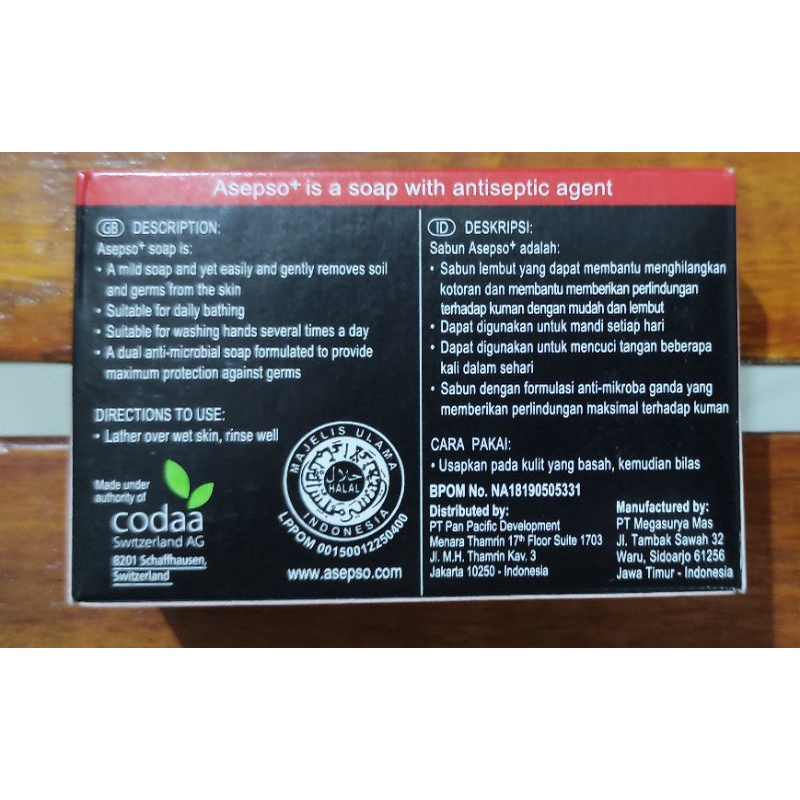 Asepso+ is a soap with antiseptic agent
GB DESCRIPTION:
Asepso+ soap is:
• A mild soap and yet easily and gently removes soil
and germs from the skin
• Suitable for daily bathing
• Suitable for washing hands several times a day
• A dual anti-microbial soap formulated to provide
maximum protection against germs
DIRECTIONS TO USE:
• Lather over wet skin, rinse well
Made under
authority of
codaa
Switzerland AG
8201 Schaffhausen,
Switzerland
MAJELIS ULAMA
INDONESIA
حلال
HALAL
LPPOM 00150012250400
www.asepso.com
ID DESKRIPSI:
Sabun Asepso+ adalah:
• Sabun lembut yang dapat membantu menghilangkan
kotoran dan membantu memberikan perlindungan
terhadap kuman dengan mudah dan lembut
• Dapat digunakan untuk mandi setiap hari
• Dapat digunakan untuk mencuci tangan beberapa
kali dalam sehari
• Sabun dengan formulasi anti-mikroba ganda yang
memberikan perlindungan maksimal terhadap kuman
CARA PAKAI:
• Usapkan pada kulit yang basah, kemudian bilas
BPOM No. NA18190505331
Distributed by:
PT Pan Pacific Development
Menara Thamrin 17th Floor Suite 1703
Jl. M.H. Thamrin Kav. 3
Jakarta 10250 - Indonesia
Manufactured by:
PT Megasurya Mas
Jl. Tambak Sawah 32
Waru, Sidoarjo 61256
Jawa Timur - Indonesia